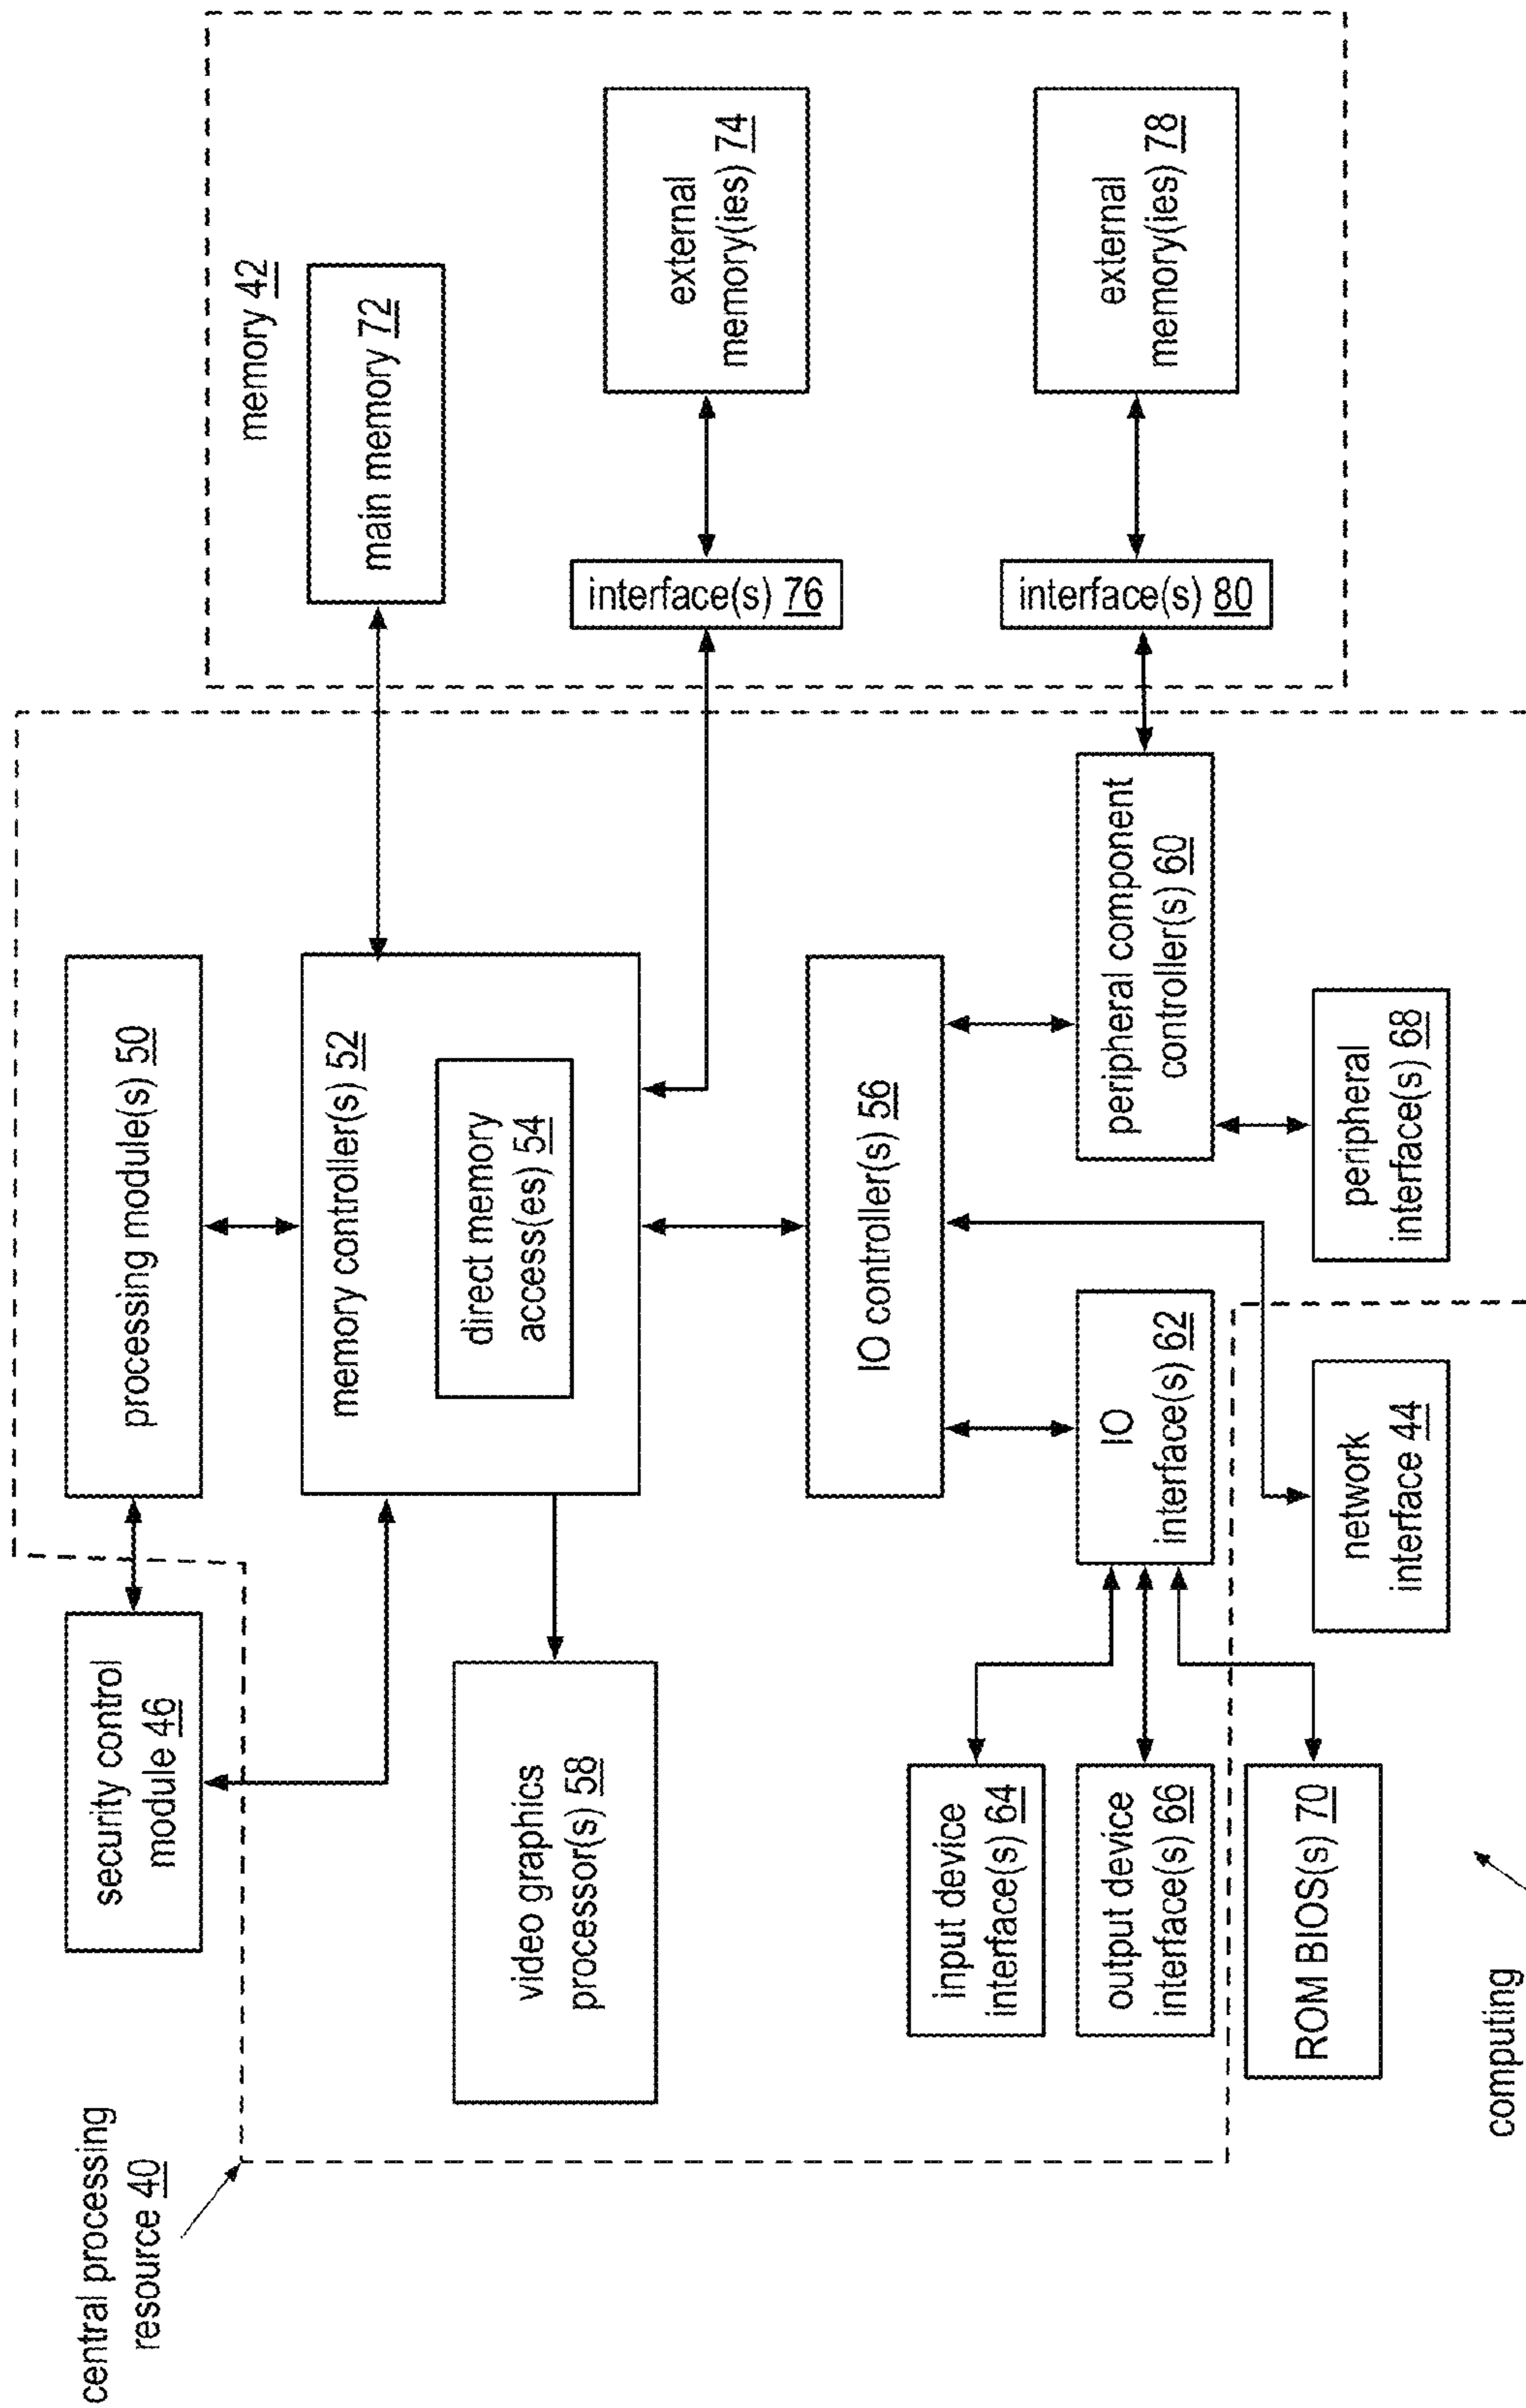 central processing
resource 40
security control
module 46
processing module(s) 50
memory controller(s) 52
direct memory
access(es) 54
video graphics
processor(s) 58
IO controller(s) 56
input device
interface(s) 64
output device
interface(s) 66
ROM BIOS(s) 70
IO
interface(s) 62
network
interface 44
peripheral component
controller(s) 60
peripheral
interface(s) 68
memory 42
main memory 72
interface(s) 76
external
memory(ies) 74
interface(s) 80
external
memory(ies) 78
computing